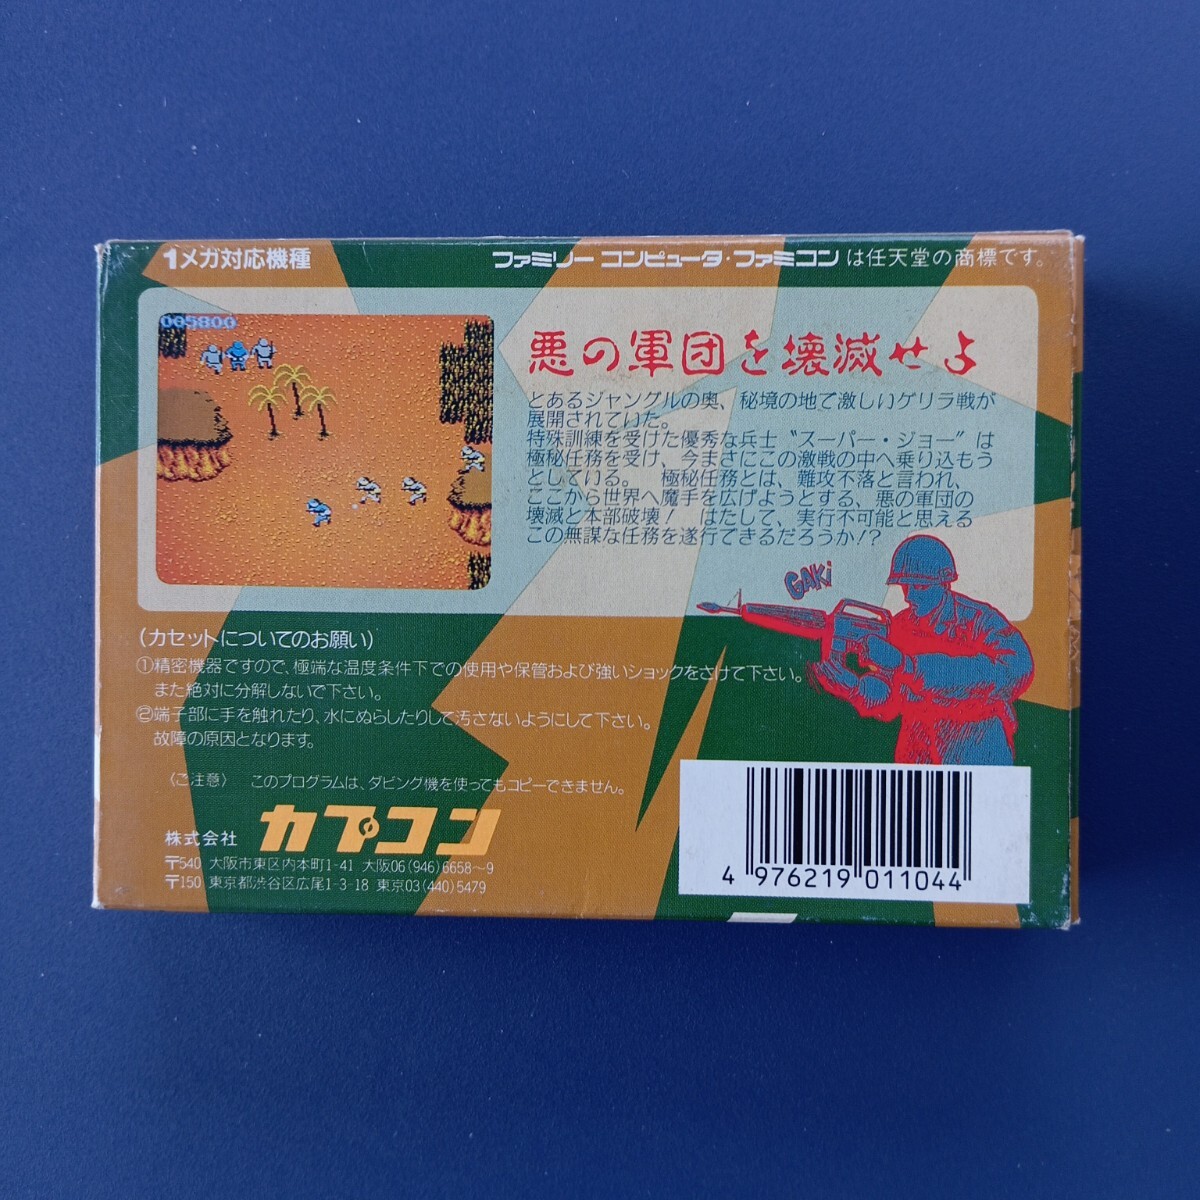 1メガ対応機種
ファミリーコンピュータ・ファミコンは任天堂の商標です。
005800
悪の軍団を壊滅せよ
とあるジャングルの奥、秘境の地で激しいゲリラ戦が
展開されていた。
特殊訓練を受けた優秀な兵士〝スーパー・ジョー〟は
極秘任務を受け、今まさにこの激戦の中へ乗り込もう
としている。 極秘任務とは、難攻不落と言われ、
ここから世界へ魔手を広げようとする、悪の軍団の
壊滅と本部破壊! はたして、実行不可能と思える
この無謀な任務を遂行できるだろうか!?
GAKi
(カセットについてのお願い)
①精密機器ですので、極端な温度条件下での使用や保管および強いショックをさけて下さい。
また絶対に分解しないで下さい。
②端子部に手を触れたり、水にぬらしたりして汚さないようにして下さい。
故障の原因となります。
〈ご注意〉 このプログラムは、ダビング機を使ってもコピーできません。
株式会社 カプコン
〒540 大阪市東区内本町1-41 大阪06(946)6658〜9
〒150 東京都渋谷区広尾1-3-18 東京03(440)5479
4 976219 011044